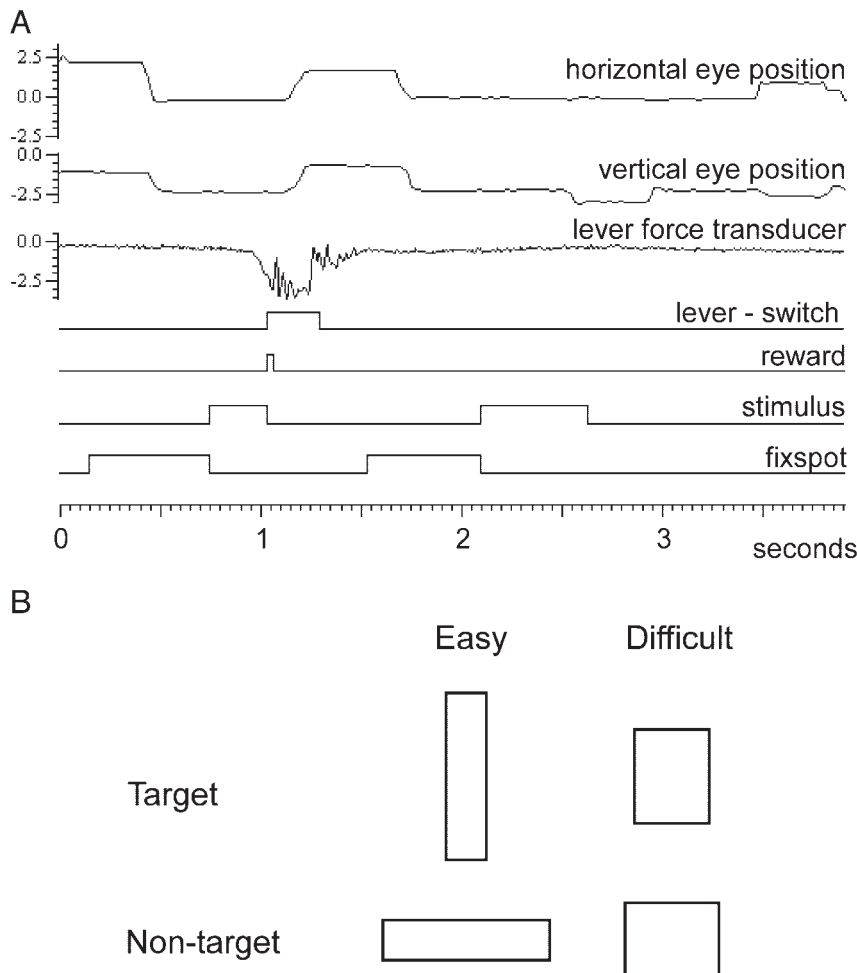 A
2.5
0.0
-2.5
horizontal eye position
0.0
-2.5
vertical eye position
0.0
-2.5
lever force transducer
lever - switch
reward
stimulus
fixspot
0 1 2 3 seconds
B
Easy Difficult
Target
Non-target